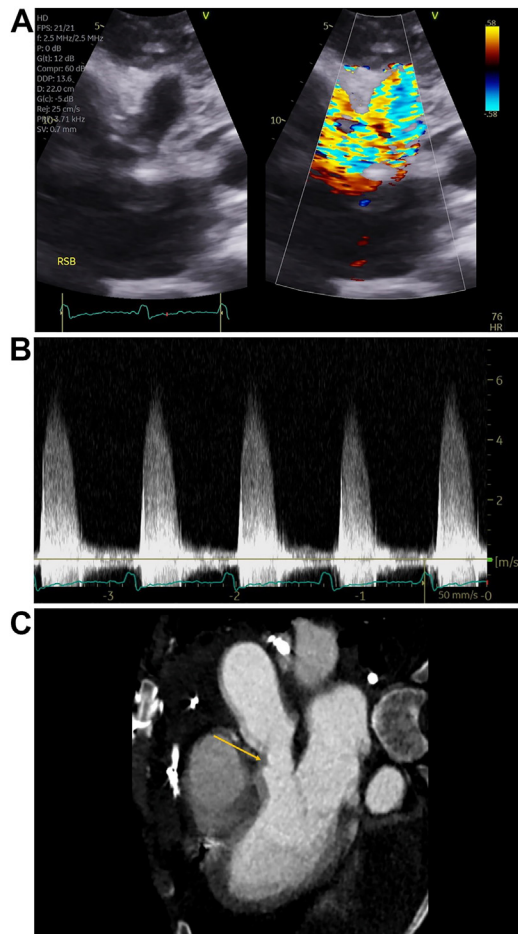 A
HD
FPS: 21/21
f: 2.5 MHz/2.5 MHz
P: 0 dB
G(t): 12 dB
Compr: 60 dB
DDP: 13.6
D: 22.0 cm
G(c): -5 dB
Rej: 25 cm/s
SV: 0.7 mm
5
10
V
5
10
V
.58
-.58
RSB
76
HR
B
6
4
2
[m/s
-3
-2
-1
50 mm/s
-0
C